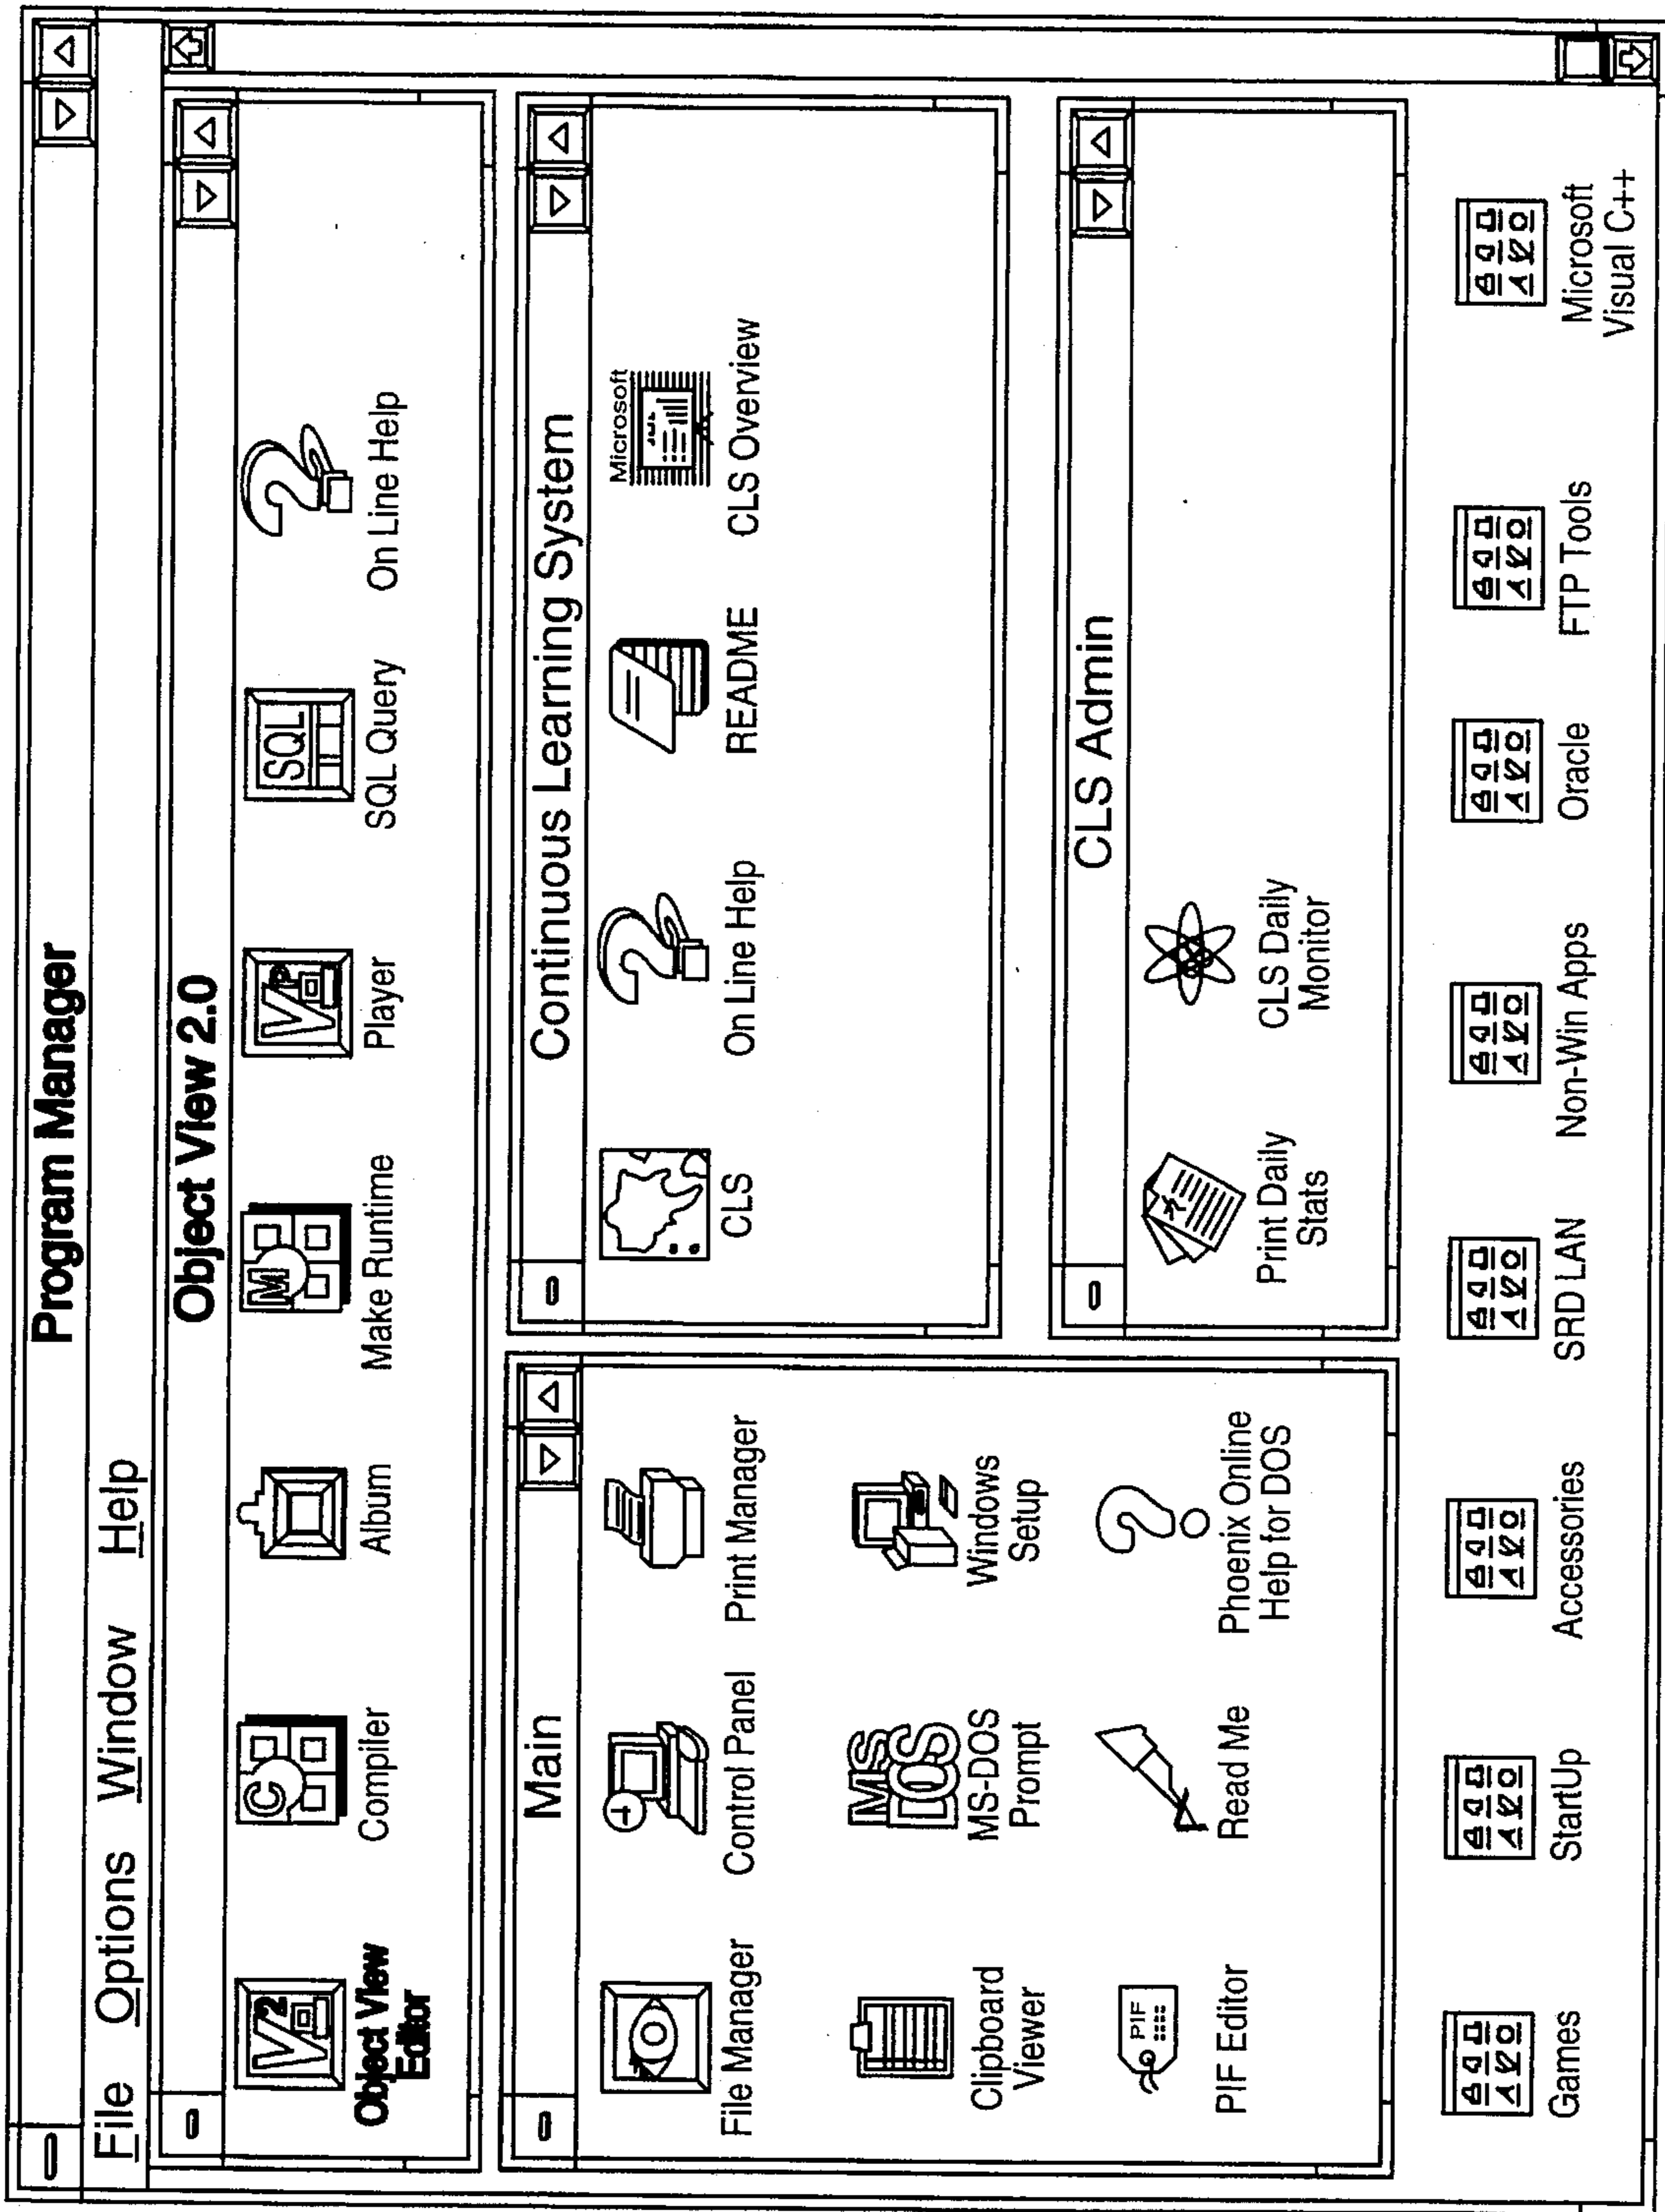 Program Manager
File Options Window Help
Object View 2.0
C
M
V P
SQL
V 2
Object View
Editor
Compiler
Album
Make Runtime
Player
SQL Query
On Line Help
Main
File Manager
Control Panel
Print Manager
MS
DOS
Clipboard
Viewer
MS-DOS
Prompt
Windows
Setup
PIF
PIF Editor
Read Me
Phoenix Online
Help for DOS
Continuous Learning System
Microsoft
CLS
On Line Help
README
CLS Overview
CLS Admin
Print Daily
Stats
CLS Daily
Monitor
Games
StartUp
Accessories
SRD LAN
Non-Win Apps
Oracle
FTP Tools
Microsoft
Visual C++